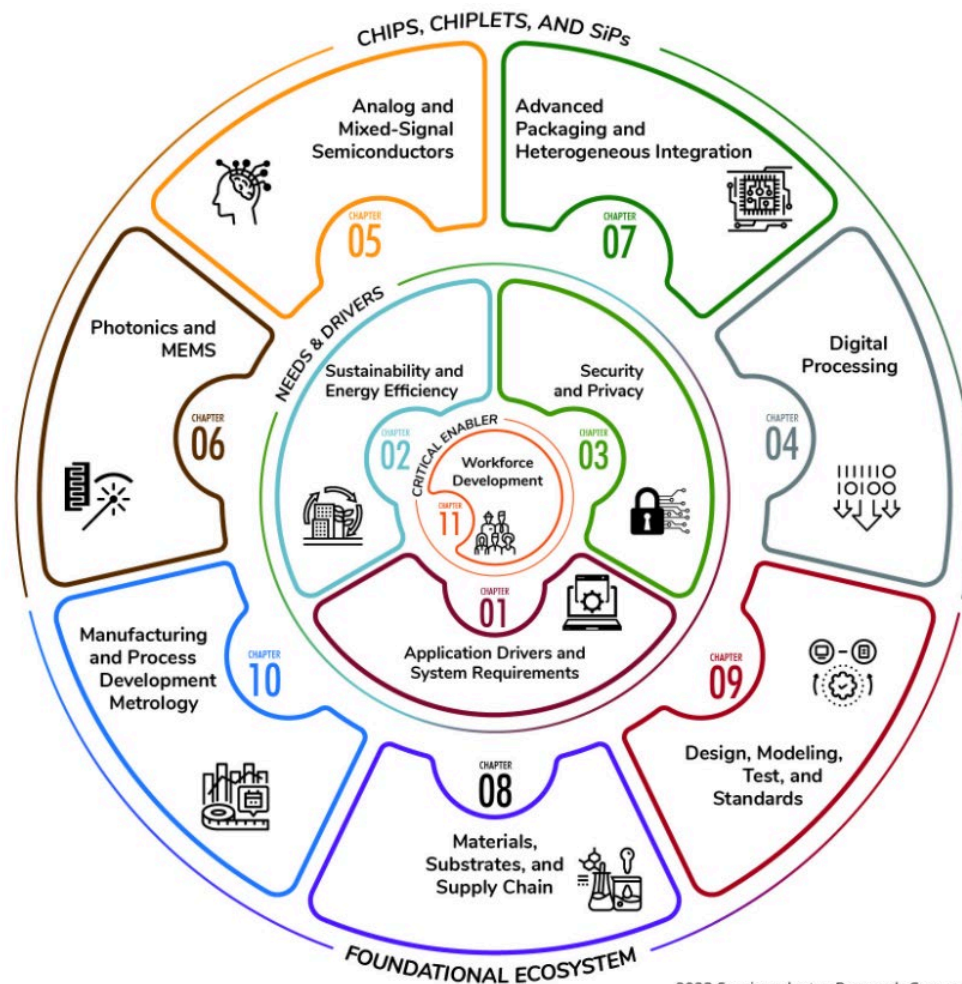 CHIPS, CHIPLETS, AND SiPs
Analog and
Mixed-Signal
Semiconductors
CHAPTER
05
Advanced
Packaging and
Heterogeneous Integration
CHAPTER
07
Photonics and
MEMS
CHAPTER
06
Digital
Processing
CHAPTER
04
NEEDS & DRIVERS
Sustainability and
Energy Efficiency
CHAPTER
02
Security
and Privacy
CHAPTER
03
CRITICAL ENABLER
Workforce
Development
CHAPTER
11
CHAPTER
01
Application Drivers and
System Requirements
Manufacturing
and Process
Development
Metrology
CHAPTER
10
CHAPTER
09
Design, Modeling,
Test, and
Standards
CHAPTER
08
Materials,
Substrates, and
Supply Chain
FOUNDATIONAL ECOSYSTEM